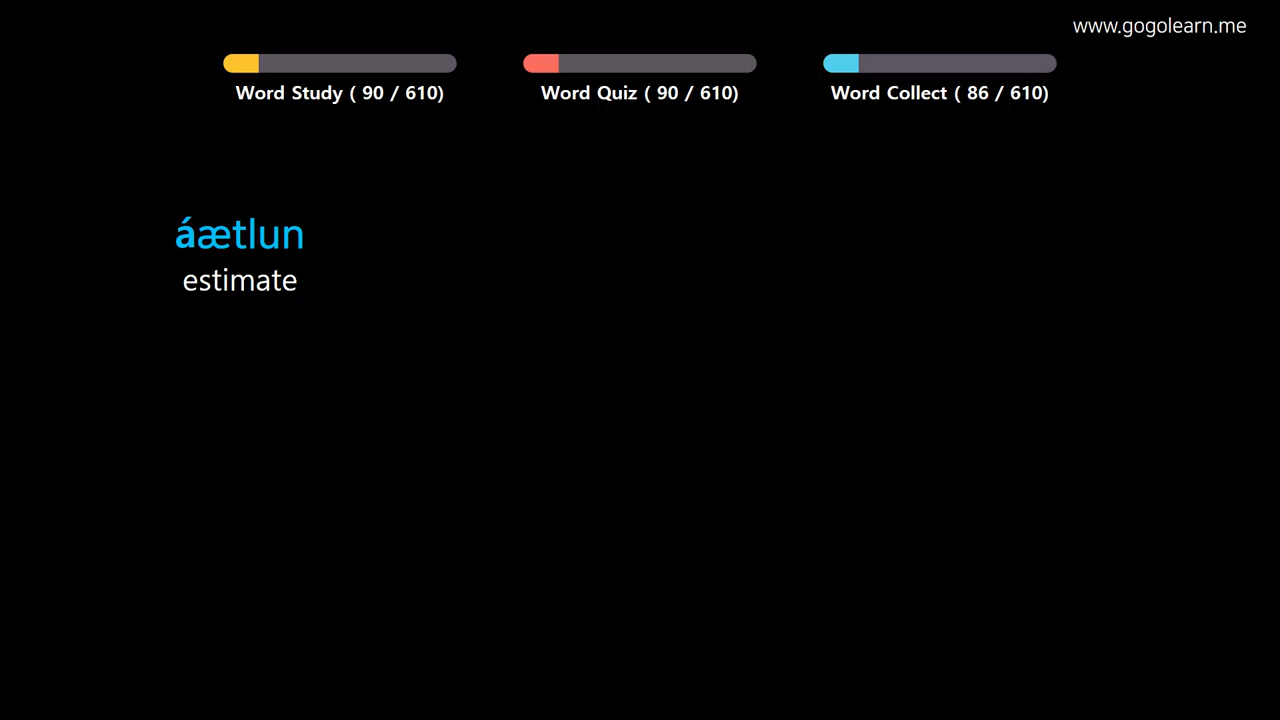 www.gogolearn.me
Word Study ( 90 / 610)
Word Quiz ( 90 / 610)
Word Collect ( 86 / 610)
áætlun
estimate